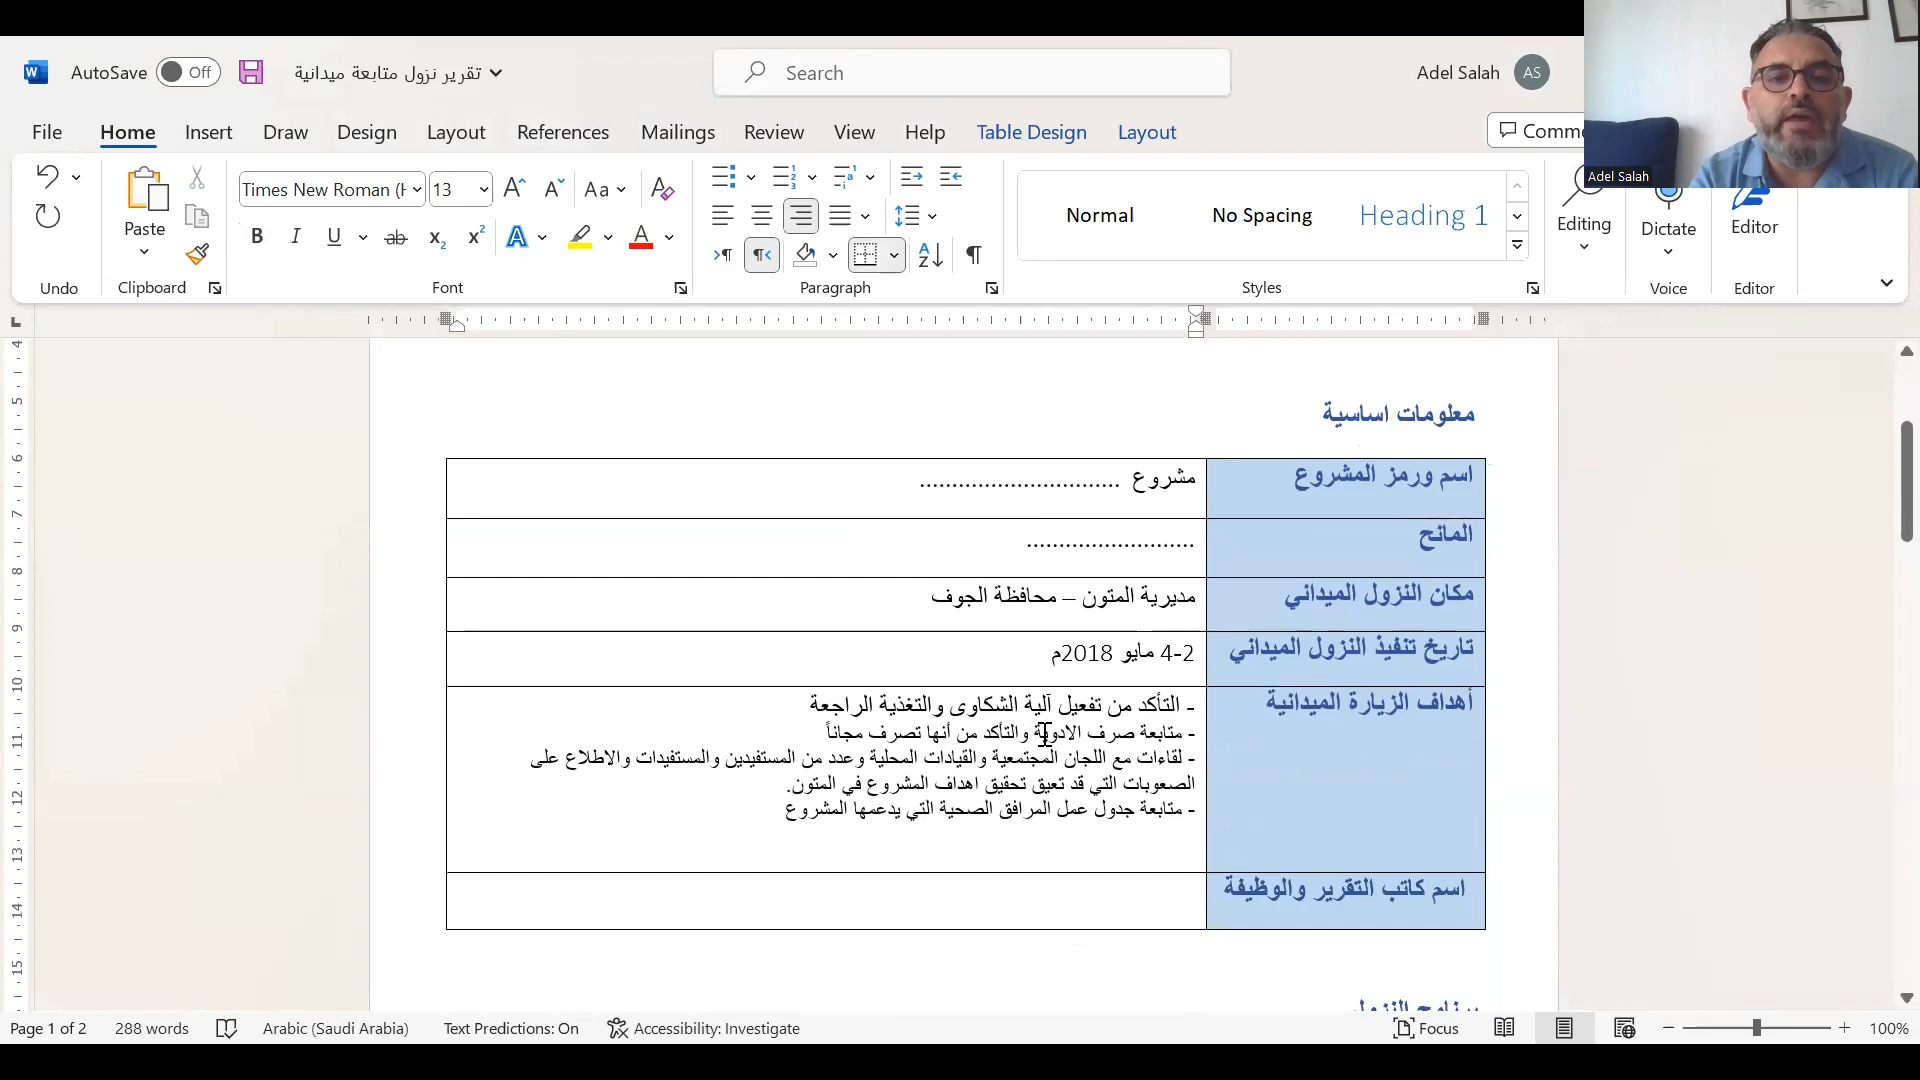 AutoSave Off تقرير نزول متابعة ميدانية Search Adel Salah AS
File Home Insert Draw Design Layout References Mailings Review View Help Table Design Layout
Adel Salah
Times New Roman 13 Aa
Paste
Normal No Spacing Heading 1
Editing Dictate Editor
Undo Clipboard Font Paragraph Styles Voice Editor
معلومات اساسية
اسم ورمز المشروع مشروع ...............................
المانح ..........................
مكان النزول الميداني مديرية المتون – محافظة الجوف
تاريخ تنفيذ النزول الميداني 2-4 مايو 2018م
أهداف الزيارة الميدانية - التأكد من تفعيل آلية الشكاوى والتغذية الراجعة
- متابعة صرف الادوية والتأكد من أنها تصرف مجاناً
- لقاءات مع اللجان المجتمعية والقيادات المحلية وعدد من المستفيدين والمستفيدات والاطلاع على
الصعوبات التي قد تعيق تحقيق اهداف المشروع في المتون.
- متابعة جدول عمل المرافق الصحية التي يدعمها المشروع
اسم كاتب التقرير والوظيفة
Page 1 of 2 288 words Arabic (Saudi Arabia) Text Predictions: On Accessibility: Investigate Focus 100%